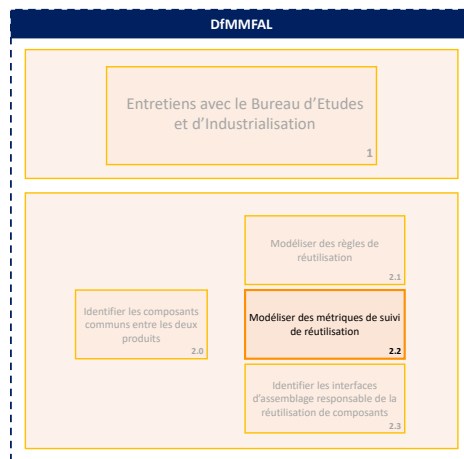 DfMMFAL
Entretiens avec le Bureau d'Etudes
et d'Industrialisation
1
Modéliser des règles de
réutilisation
2.1
Identifier les composants
communs entre les deux
produits
2.0
Modéliser des métriques de suivi
de réutilisation
2.2
Identifier les interfaces
d'assemblage responsable de la
réutilisation de composants
2.3